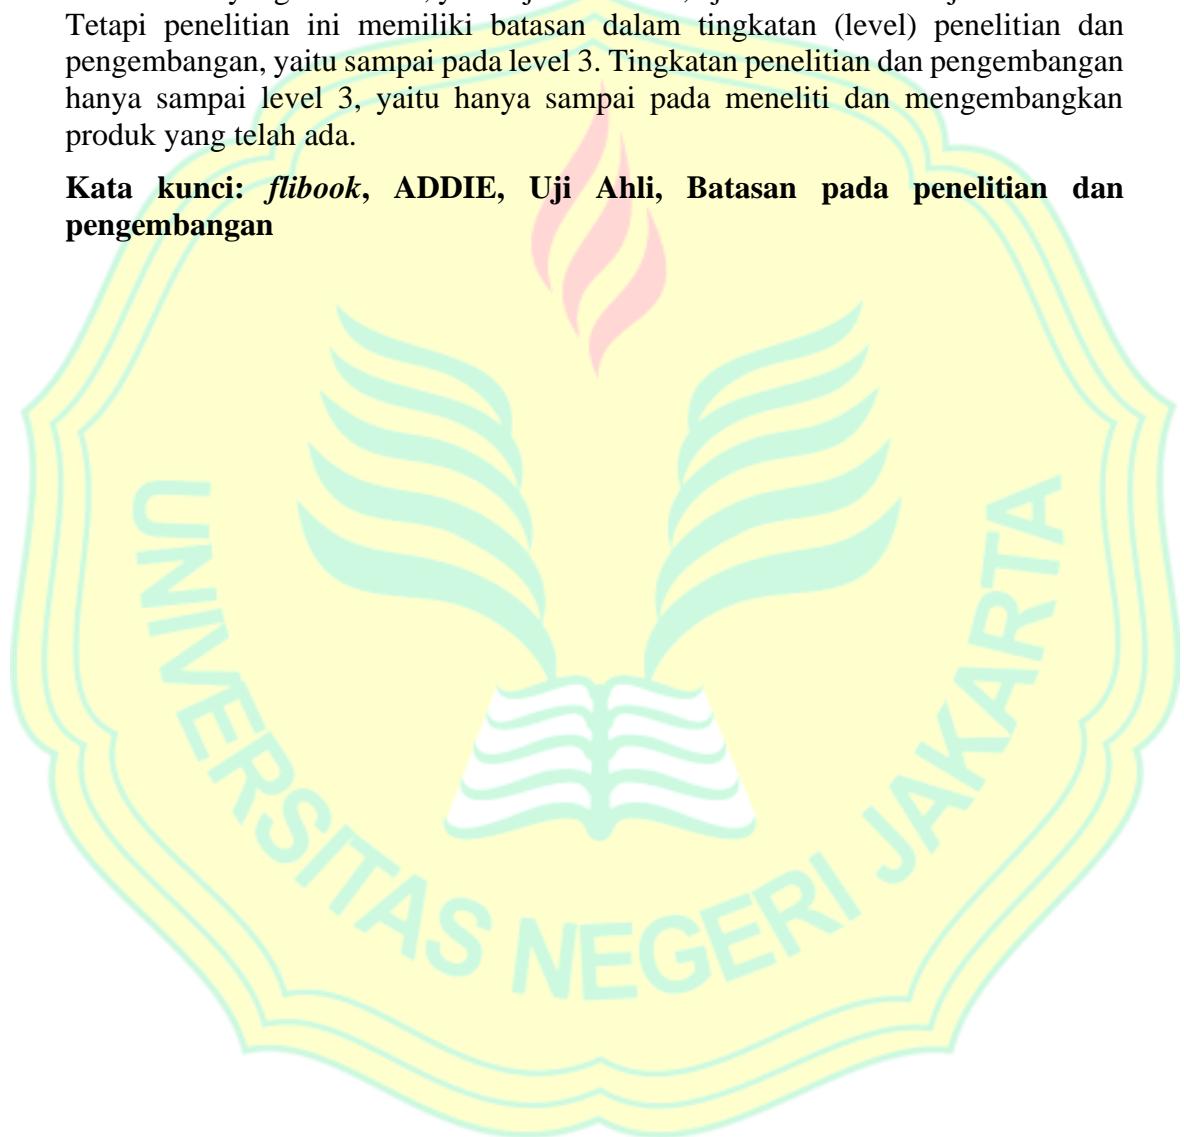 Tetapi penelitian ini memiliki batasan dalam tingkatan (level) penelitian dan
pengembangan, yaitu sampai pada level 3. Tingkatan penelitian dan pengembangan
hanya sampai level 3, yaitu hanya sampai pada meneliti dan mengembangkan
produk yang telah ada.
Kata kunci: flibook, ADDIE, Uji Ahli, Batasan pada penelitian dan
pengembangan
UNIVERSITAS NEGERI JAKARTA